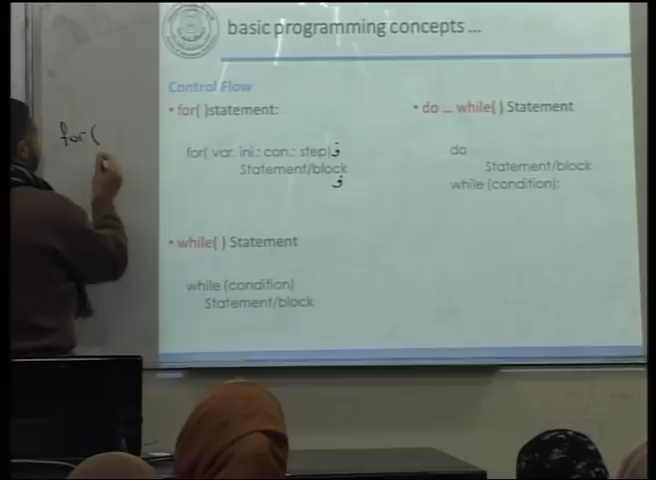 basic programming concepts ...
Control Flow
• for( )statement:
for( var. ini.; con.; step)
Statement/block
• while( ) Statement
while (condition)
Statement/block
• do ... while( ) Statement
do
Statement/block
while (condition);
for(